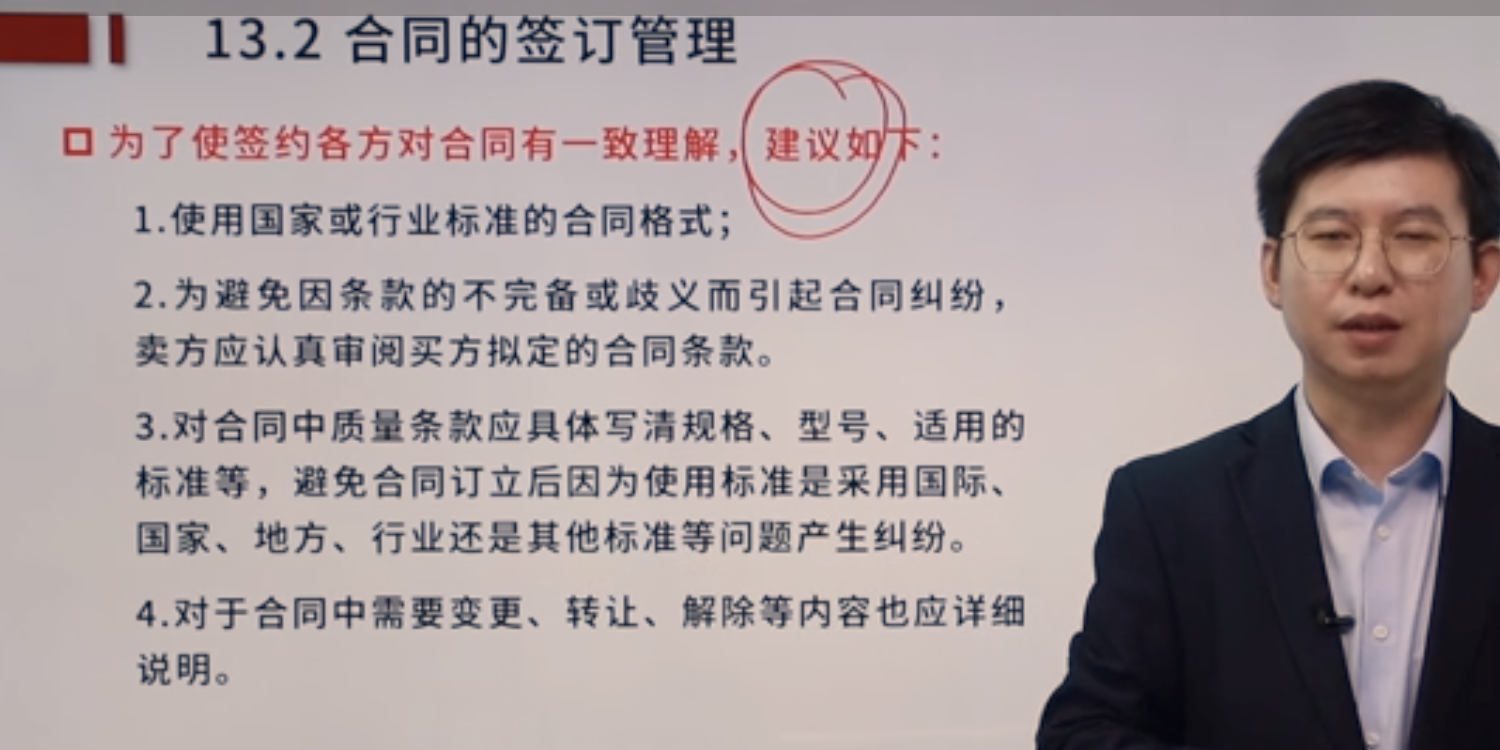 13.2 合同的签订管理
为了使签约各方对合同有一致理解，建议如下：
1.使用国家或行业标准的合同格式；
2.为避免因条款的不完备或歧义而引起合同纠纷，
卖方应认真审阅买方拟定的合同条款。
3.对合同中质量条款应具体写清规格、型号、适用的
标准等，避免合同订立后因为使用标准是采用国际、
国家、地方、行业还是其他标准等问题产生纠纷。
4.对于合同中需要变更、转让、解除等内容也应详细
说明。